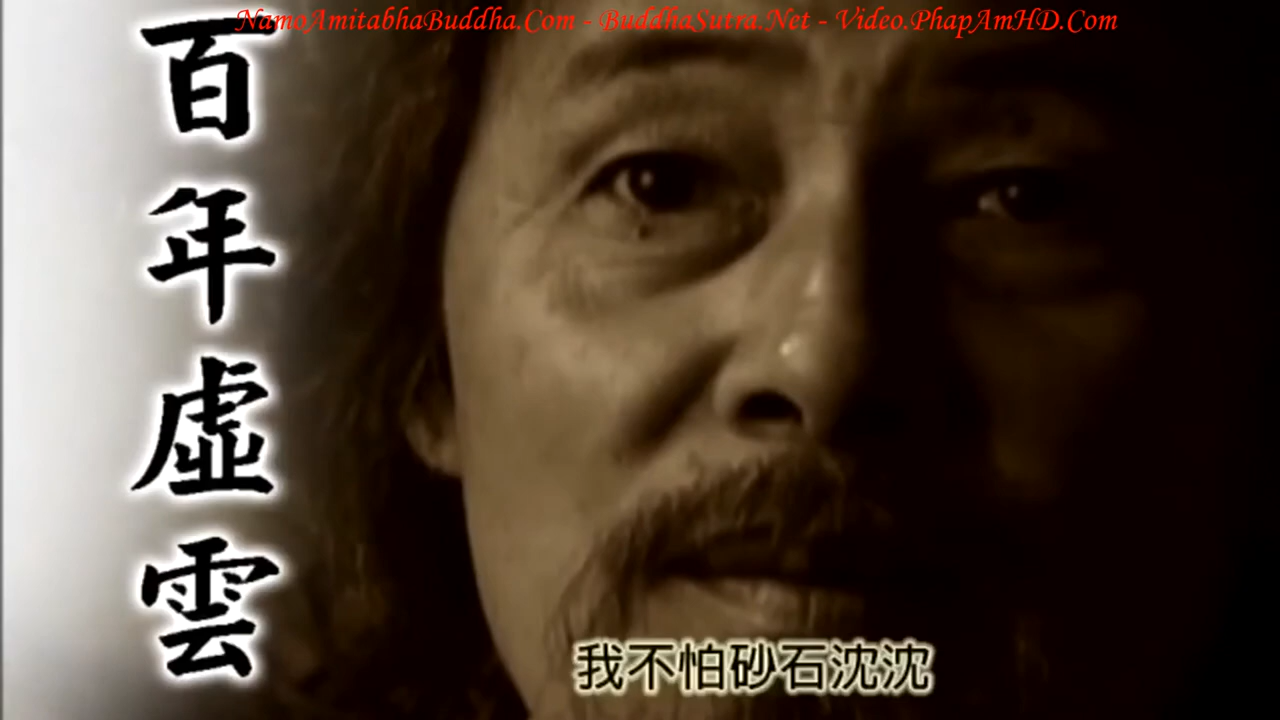 NamoAmitabhaBuddha.Com - BuddhaSutra.Net - Video.PhapAmHD.Com
百年虛雲
我不怕砂石沈沈